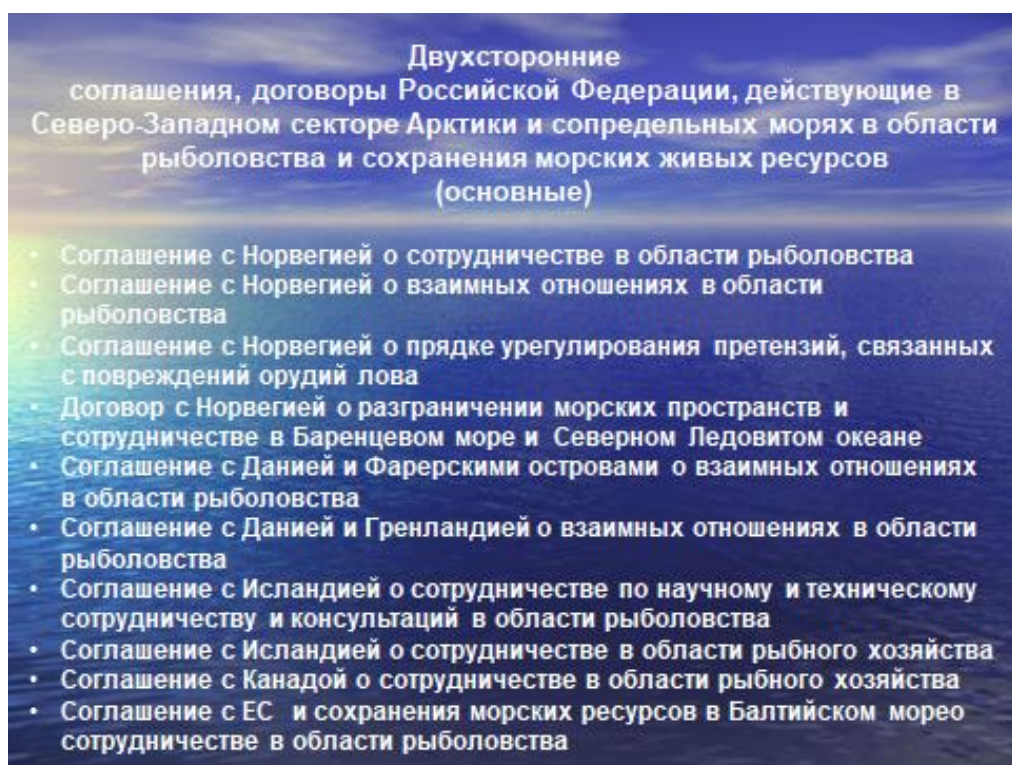 Двухсторонние
соглашения, договоры Российской Федерации, действующие в
Северо-Западном секторе Арктики и сопредельных морях в области
рыболовства и сохранения морских живых ресурсов
(основные)
• Соглашение с Норвегией о сотрудничестве в области рыболовства
• Соглашение с Норвегией о взаимных отношениях в области
рыболовства
• Соглашение с Норвегией о прядке урегулирования претензий, связанных
с повреждений орудий лова
• Договор с Норвегией о разграничении морских пространств и
сотрудничестве в Баренцевом море и Северном Ледовитом океане
• Соглашение с Данией и Фарерскими островами о взаимных отношениях
в области рыболовства
• Соглашение с Данией и Гренландией о взаимных отношениях в области
рыболовства
• Соглашение с Исландией о сотрудничестве по научному и техническому
сотрудничеству и консультаций в области рыболовства
• Соглашение с Исландией о сотрудничестве в области рыбного хозяйства
• Соглашение с Канадой о сотрудничестве в области рыбного хозяйства
• Соглашение с ЕС и сохранения морских ресурсов в Балтийском морео
сотрудничестве в области рыболовства